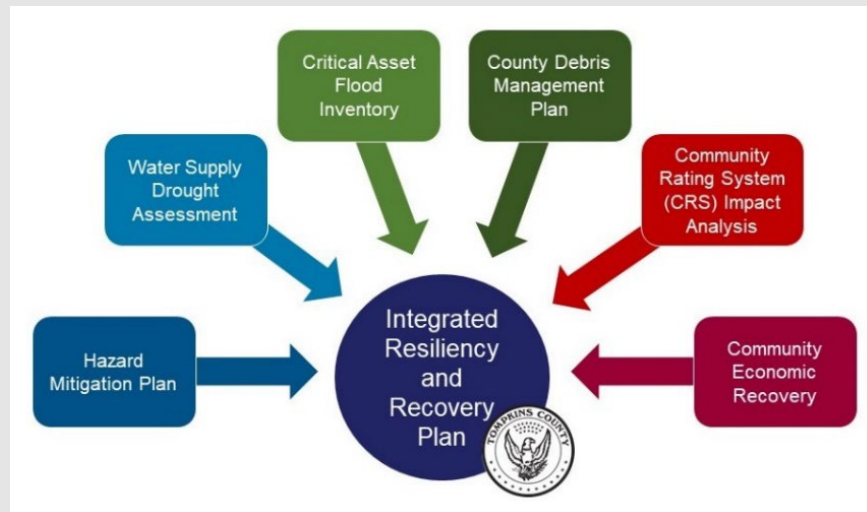 Critical Asset
Flood
Inventory
County Debris
Management
Plan
Water Supply
Drought
Assessment
Community
Rating System
(CRS) Impact
Analysis
Hazard
Mitigation Plan
Integrated
Resiliency
and
Recovery
Plan
Community
Economic
Recovery
TOMPKINS COUNTY